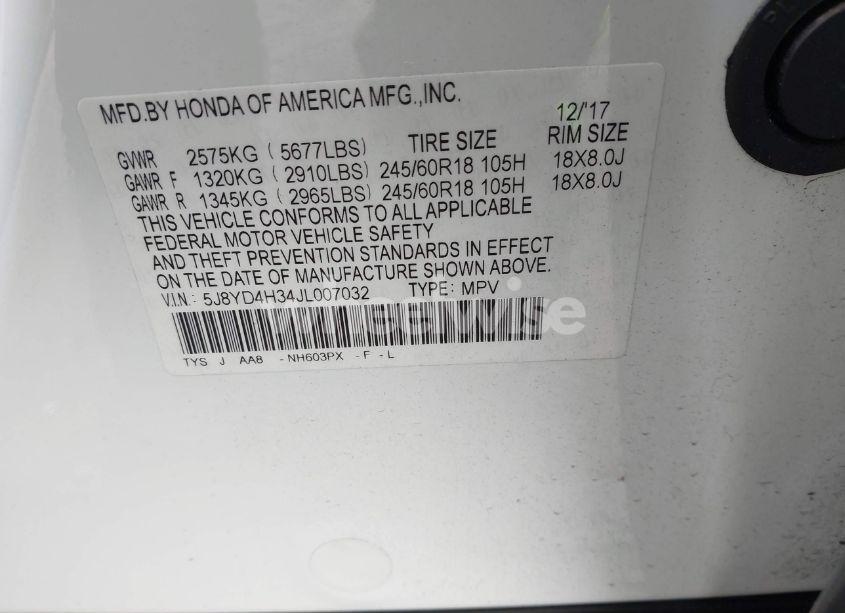 MFD.BY HONDA OF AMERICA MFG.,INC.
12/'17
TIRE SIZE RIM SIZE
GVWR 2575KG ( 5677LBS)
GAWR F 1320KG ( 2910LBS) 245/60R18 105H 18X8.0J
GAWR R 1345KG ( 2965LBS) 245/60R18 105H 18X8.0J
THIS VEHICLE CONFORMS TO ALL APPLICABLE
FEDERAL MOTOR VEHICLE SAFETY
AND THEFT PREVENTION STANDARDS IN EFFECT
ON THE DATE OF MANUFACTURE SHOWN ABOVE.
V.I.N.: 5J8YD4H34JL007032 TYPE: MPV
TYS J AA8 -NH603PX -F -L